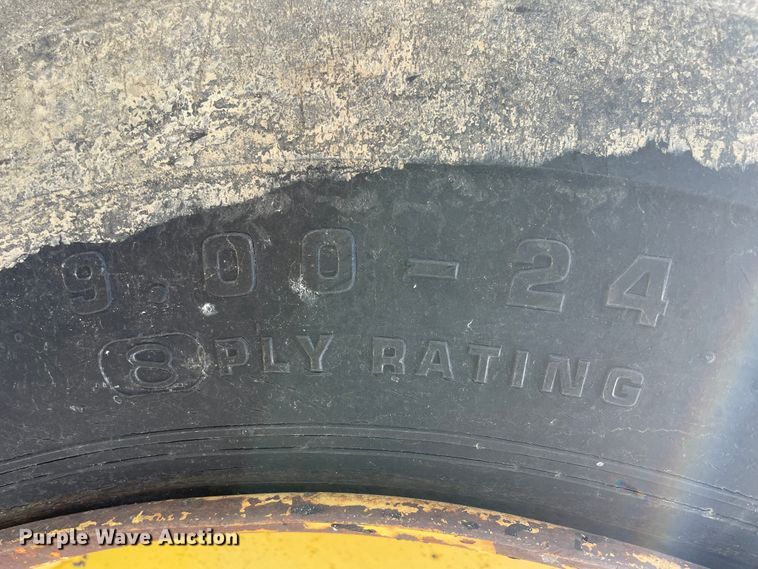 9.00-24
8 PLY RATING
Purple Wave Auction